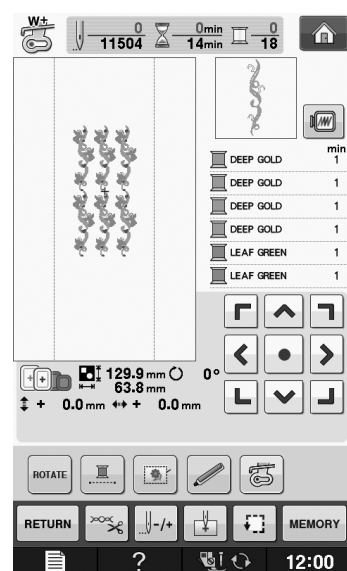 W+
0 0min 0
11504 14min 18
min
DEEP GOLD 1
DEEP GOLD 1
DEEP GOLD 1
DEEP GOLD 1
LEAF GREEN 1
LEAF GREEN 1
129.9 mm 0°
63.8 mm
+ 0.0 mm + 0.0 mm
ROTATE
-/+
RETURN MEMORY
? 12:00